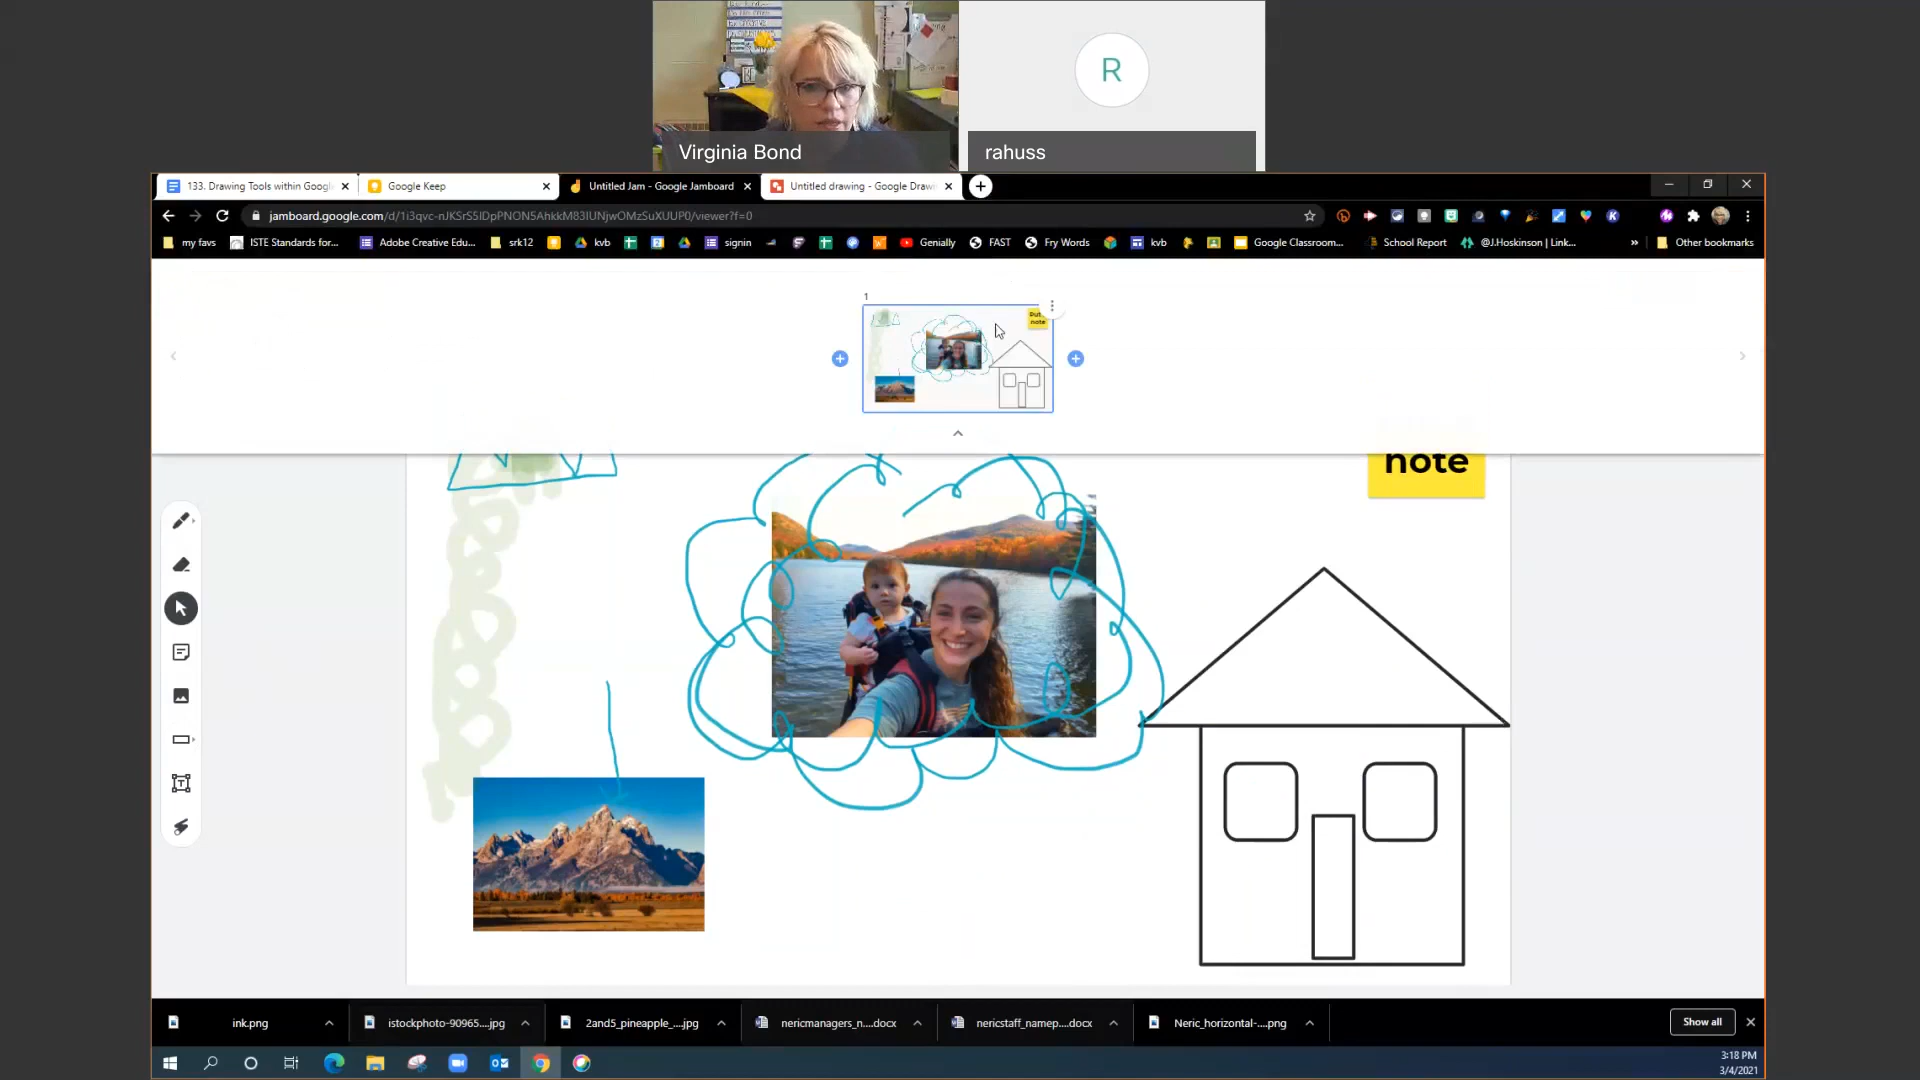 R
Virginia Bond
rahuss
133. Drawing Tools within Google
Google Keep
Untitled Jam - Google Jamboard
Untitled drawing - Google Draw
jamboard.google.com/d/1i3qvc-nJKSrS5IDpPNON5AhkkM83IUNjwOMzSuXUUP0/viewer?f=0
my favs
ISTE Standards for...
Adobe Creative Edu...
srk12
kvb
signin
Genially
FAST
Fry Words
kvb
Google Classroom...
School Report
@J.Hoskinson | Link...
»
Other bookmarks
1
note
note
ink.png
istockphoto-90965....jpg
2and5_pineapple_....jpg
nericmanagers_n....docx
nericstaff_namep....docx
Neric_horizontal-....png
Show all
3:18 PM
3/4/2021